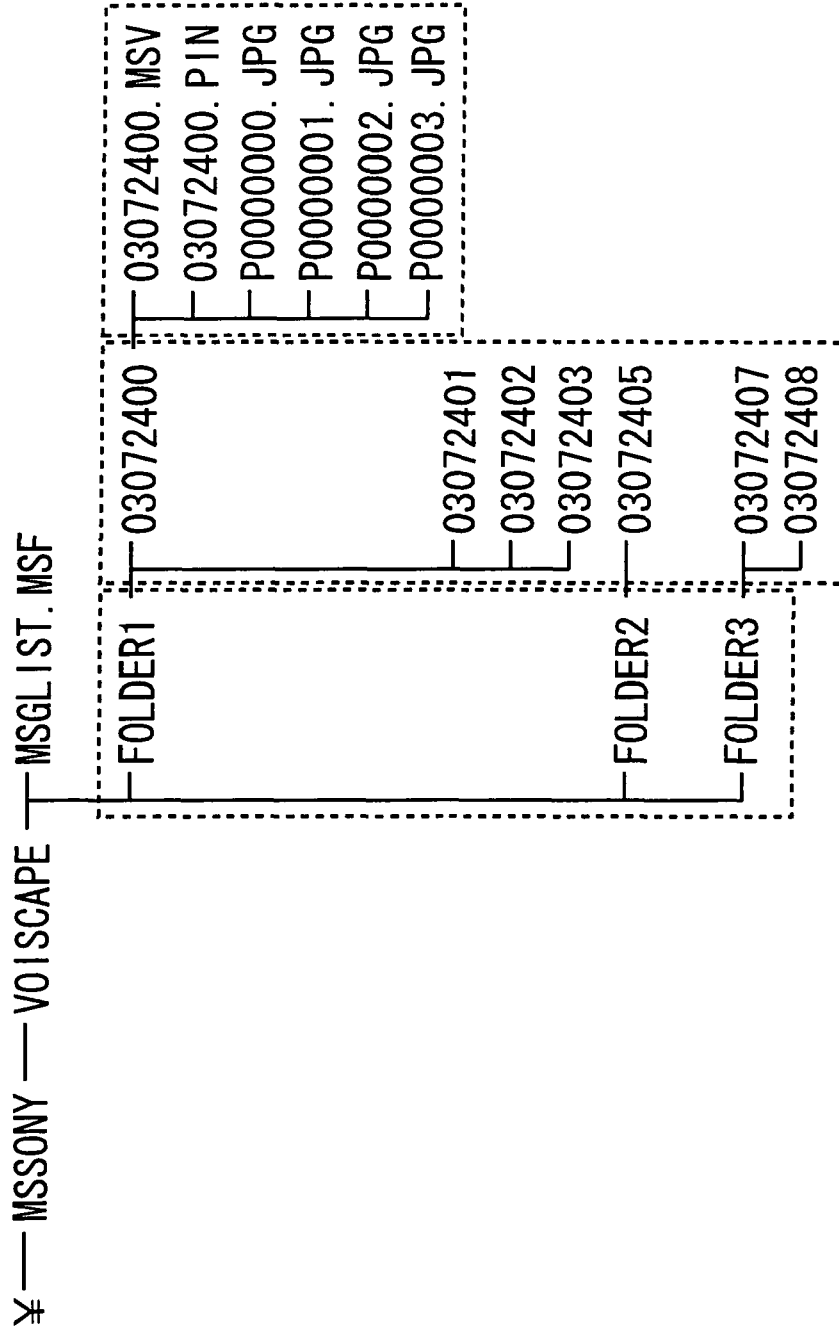 ¥ MSSONY VOISCAPE MSGLIST.MSF
FOLDER1 03072400 03072400.MSV
03072400.PIN
P0000000.JPG
P0000001.JPG
P0000002.JPG
P0000003.JPG
03072401
03072402
03072403
FOLDER2 03072405
FOLDER3 03072407
03072408